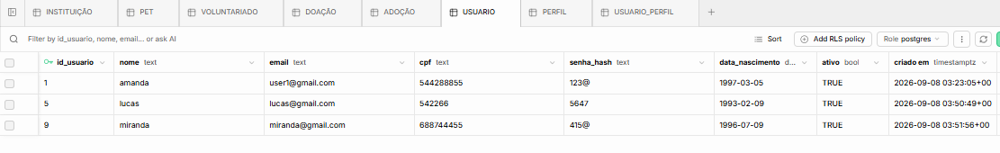 INSTITUIÇÃO PET VOLUNTARIADO DOAÇÃO ADOÇÃO USUARIO PERFIL USUARIO_PERFIL +
Filter by id_usuario, nome, email... or ask AI Sort Add RLS policy Role postgres
id_usuario nome text email text cpf text senha_hash text data_nascimento d... ativo bool criado em timestamptz
1 amanda user1@gmail.com 544288855 123@ 1997-03-05 TRUE 2026-09-08 03:23:05+00
5 lucas lucas@gmail.com 542266 5647 1993-02-09 TRUE 2026-09-08 03:50:49+00
9 miranda miranda@gmail.com 688744455 415@ 1996-07-09 TRUE 2026-09-08 03:51:56+00